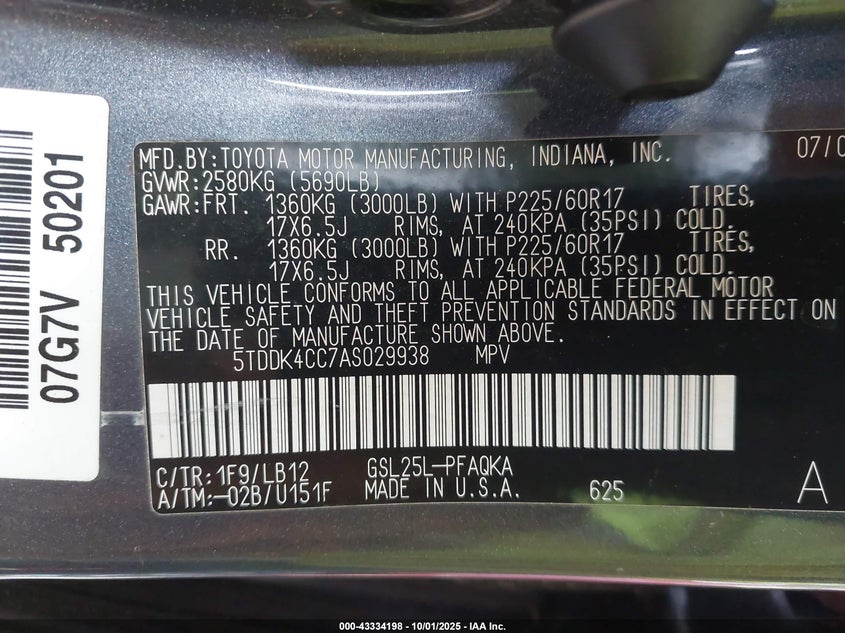 07G7V 50201
MFD.BY:TOYOTA MOTOR MANUFACTURING, INDIANA, INC. 07/0
GVWR:2580KG (5690LB)
GAWR:FRT. 1360KG (3000LB) WITH P225/60R17 TIRES,
17X6.5J RIMS, AT 240KPA (35PSI) COLD.
RR. 1360KG (3000LB) WITH P225/60R17 TIRES,
17X6.5J RIMS, AT 240KPA (35PSI) COLD.
THIS VEHICLE CONFORMS TO ALL APPLICABLE FEDERAL MOTOR
VEHICLE SAFETY AND THEFT PREVENTION STANDARDS IN EFFECT ON
THE DATE OF MANUFACTURE SHOWN ABOVE.
5TDDK4CC7AS029938 MPV
C/TR:1F9/LB12 GSL25L-PFAQKA
A/TM:-02B/U151F MADE IN U.S.A. 625 A
000-43334198 - 10/01/2025 - IAA Inc.